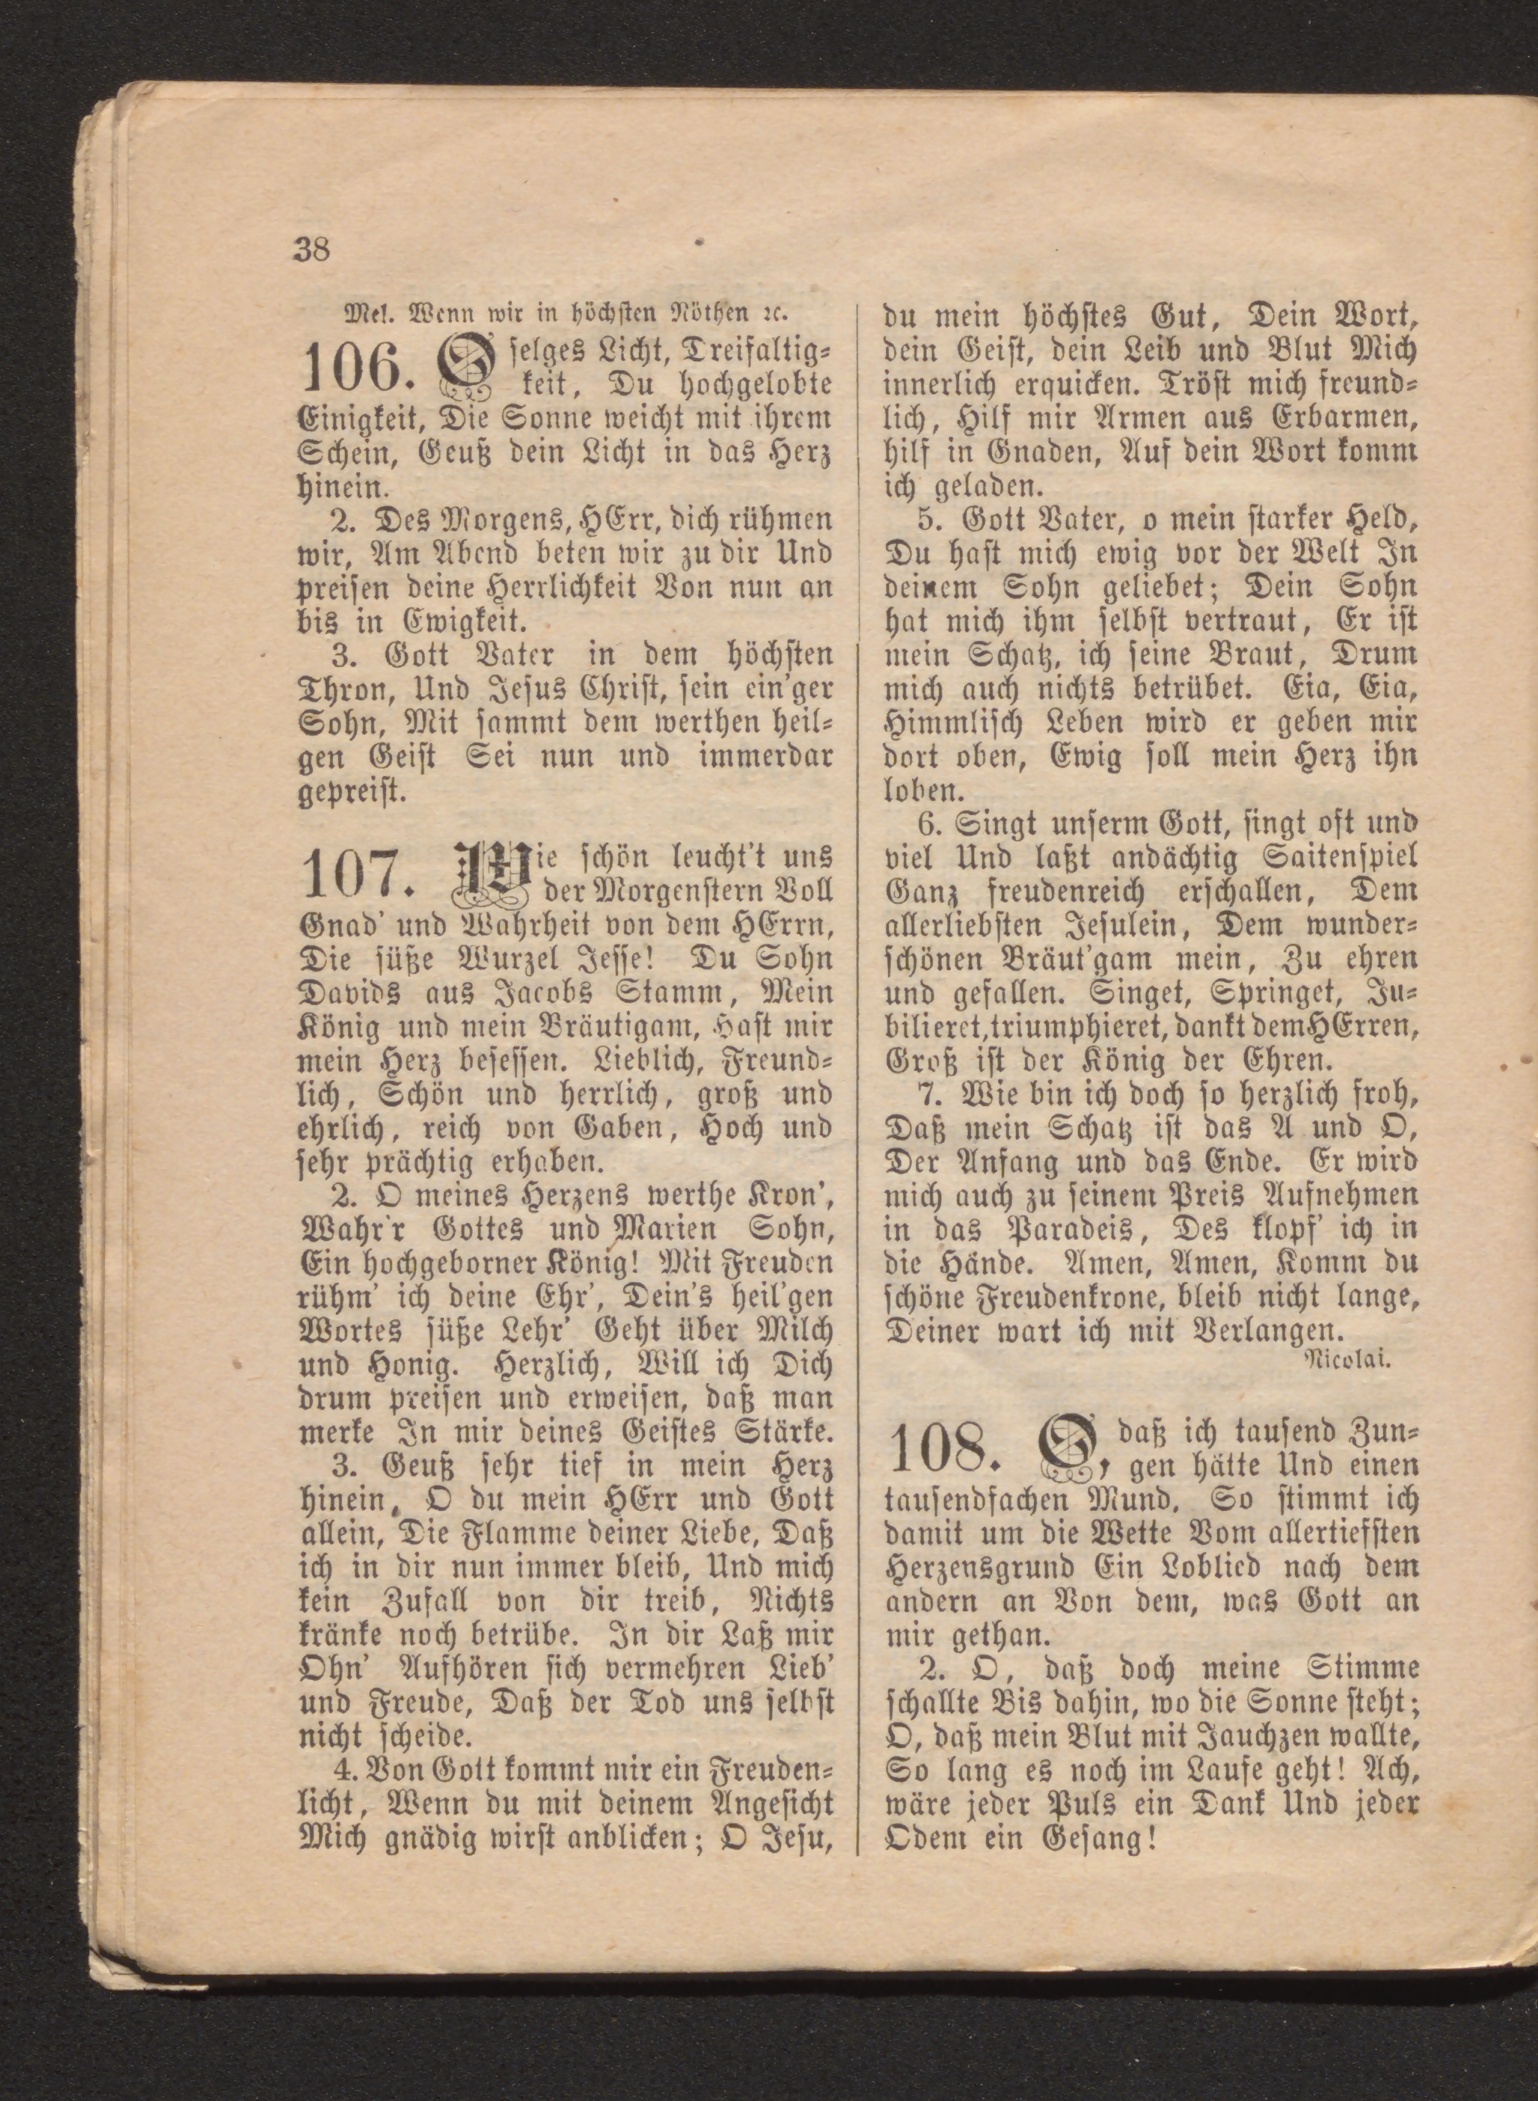 38
Mel. Wenn wir in höchsten Nöthen ꝛc.
106. O selges Licht, Dreifaltig-
keit, Du hochgelobte
Einigkeit, Die Sonne weicht mit ihrem
Schein, Geuß dein Licht in das Herz
hinein.
2. Des Morgens, HErr, dich rühmen
wir, Am Abend beten wir zu dir Und
preisen deine Herrlichkeit Von nun an
bis in Ewigkeit.
3. Gott Vater in dem höchsten
Thron, Und Jesus Christ, sein ein'ger
Sohn, Mit sammt dem werthen heil-
gen Geist Sei nun und immerdar
gepreist.
107. Wie schön leucht't uns
der Morgenstern Voll
Gnad' und Wahrheit von dem HErrn,
Die süße Wurzel Jesse! Du Sohn
Davids aus Jacobs Stamm, Mein
König und mein Bräutigam, Hast mir
mein Herz besessen. Lieblich, Freund-
lich, Schön und herrlich, groß und
ehrlich, reich von Gaben, Hoch und
sehr prächtig erhaben.
2. O meines Herzens werthe Kron',
Wahr'r Gottes und Marien Sohn,
Ein hochgeborner König! Mit Freuden
rühm' ich deine Ehr', Dein's heil'gen
Wortes süße Lehr' Geht über Milch
und Honig. Herzlich, Will ich Dich
drum preisen und erweisen, daß man
merke In mir deines Geistes Stärke.
3. Geuß sehr tief in mein Herz
hinein, O du mein HErr und Gott
allein, Die Flamme deiner Liebe, Daß
ich in dir nun immer bleib, Und mich
kein Zufall von dir treib, Nichts
kränke noch betrübe. In dir Laß mir
Ohn' Aufhören sich vermehren Lieb'
und Freude, Daß der Tod uns selbst
nicht scheide.
4. Von Gott kommt mir ein Freuden-
licht, Wenn du mit deinem Angesicht
Mich gnädig wirst anblicken; O Jesu,
du mein höchstes Gut, Dein Wort,
dein Geist, dein Leib und Blut Mich
innerlich erquicken. Tröst mich freund-
lich, Hilf mir Armen aus Erbarmen,
hilf in Gnaden, Auf dein Wort komm
ich geladen.
5. Gott Vater, o mein starker Held,
Du hast mich ewig vor der Welt In
deinem Sohn geliebet; Dein Sohn
hat mich ihm selbst vertraut, Er ist
mein Schatz, ich seine Braut, Drum
mich auch nichts betrübet. Eia, Eia,
Himmlisch Leben wird er geben mir
dort oben, Ewig soll mein Herz ihn
loben.
6. Singt unserm Gott, singt oft und
viel Und laßt andächtig Saitenspiel
Ganz freudenreich erschallen, Dem
allerliebsten Jesulein, Dem wunder-
schönen Bräut'gam mein, Zu ehren
und gefallen. Singet, Springet, Ju-
bilieret, triumphieret, dankt dem HErren,
Groß ist der König der Ehren.
7. Wie bin ich doch so herzlich froh,
Daß mein Schatz ist das A und O,
Der Anfang und das Ende. Er wird
mich auch zu seinem Preis Aufnehmen
in das Paradeis, Des klopf' ich in
die Hände. Amen, Amen, Komm du
schöne Freudenkrone, bleib nicht lange,
Deiner wart ich mit Verlangen.
Nicolai.
108. O, daß ich tausend Zun-
gen hätte Und einen
tausendfachen Mund, So stimmt ich
damit um die Wette Vom allertiefsten
Herzensgrund Ein Loblied nach dem
andern an Von dem, was Gott an
mir gethan.
2. O, daß doch meine Stimme
schallte Bis dahin, wo die Sonne steht;
O, daß mein Blut mit Jauchzen wallte,
So lang es noch im Laufe geht! Ach,
wäre jeder Puls ein Dank Und jeder
Odem ein Gesang!